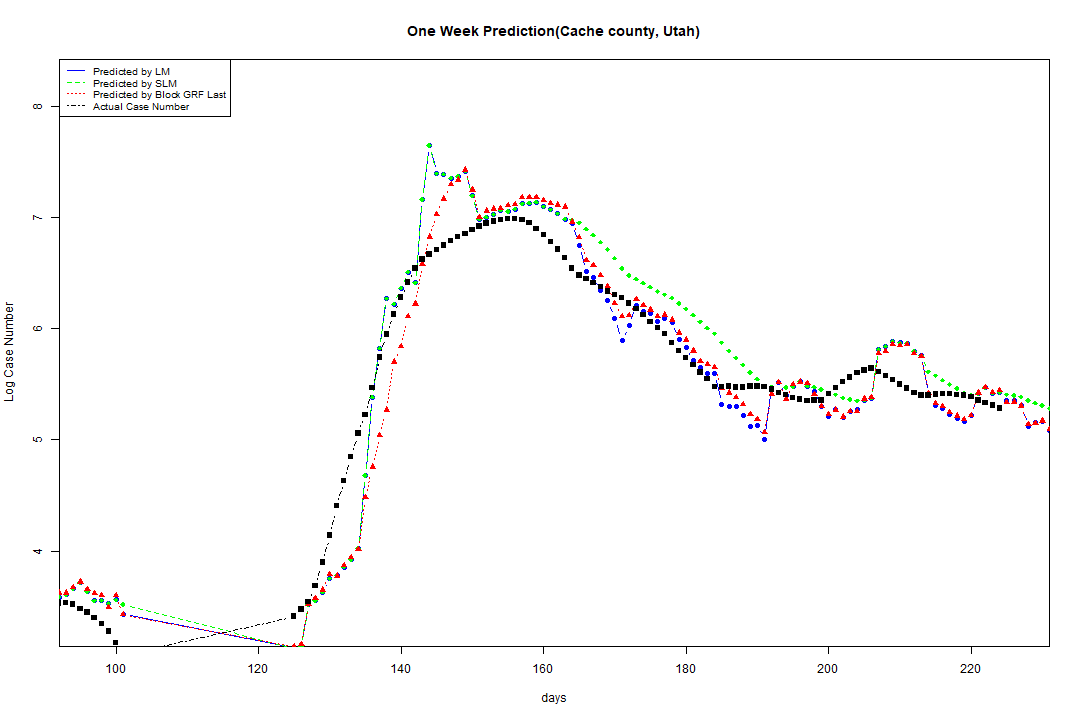 One Week Prediction(Cache county, Utah)
Predicted by LM
Predicted by SLM
Predicted by Block GRF Last
Actual Case Number
Log Case Number
8
7
6
5
4
100 120 140 160 180 200 220
days